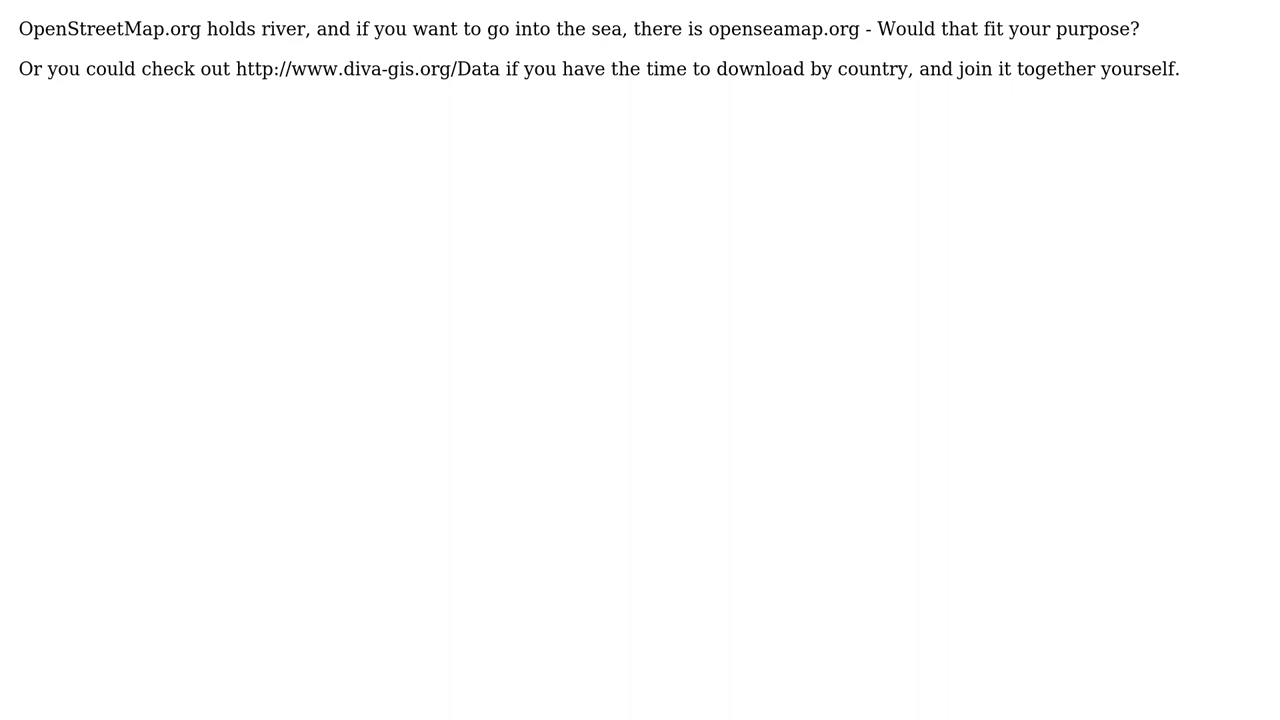 OpenStreetMap.org holds river, and if you want to go into the sea, there is openseamap.org - Would that fit your purpose?
Or you could check out http://www.diva-gis.org/Data if you have the time to download by country, and join it together yourself.